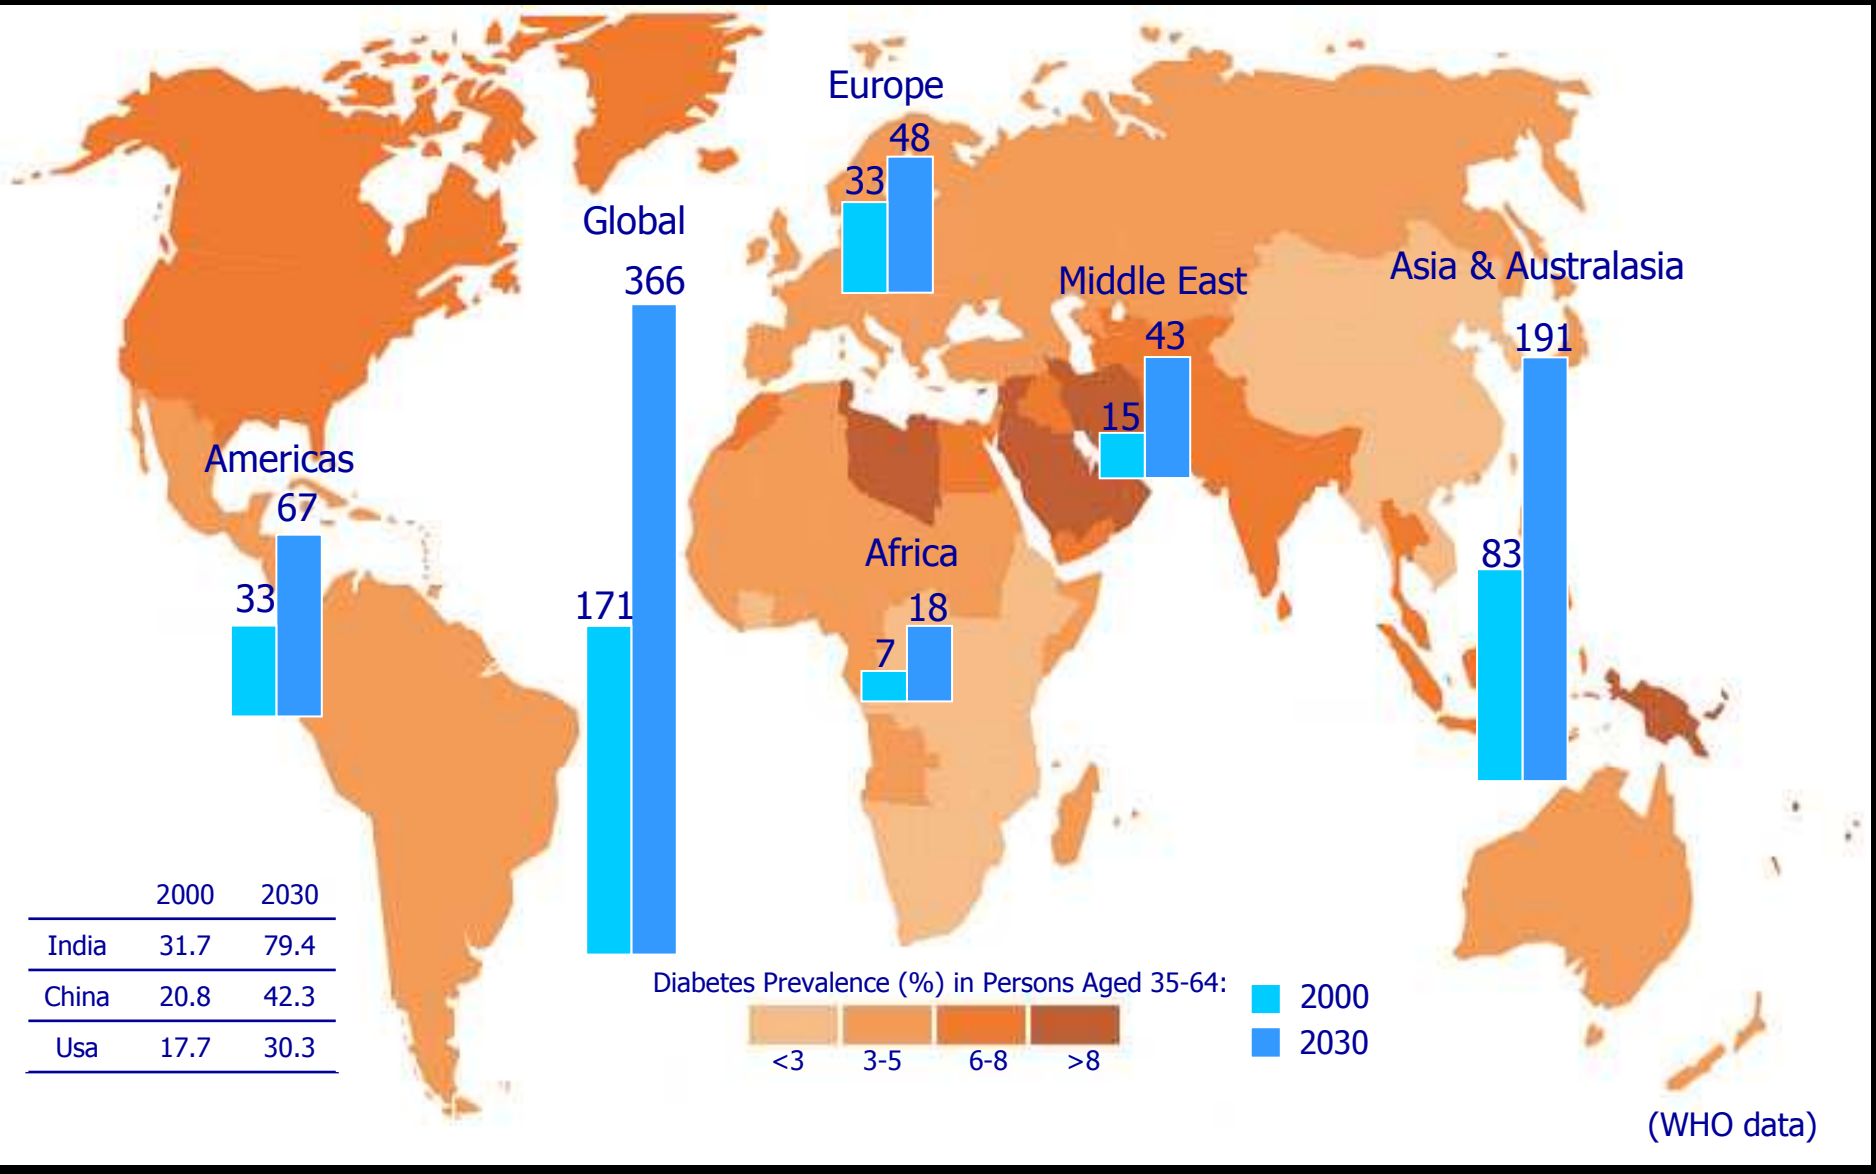 Europe
33 48
Global
171 366
Middle East
15 43
Asia & Australasia
83 191
Americas
33 67
Africa
7 18
2000 2030
India 31.7 79.4
China 20.8 42.3
Usa 17.7 30.3
Diabetes Prevalence (%) in Persons Aged 35-64:
<3 3-5 6-8 >8
2000
2030
(WHO data)